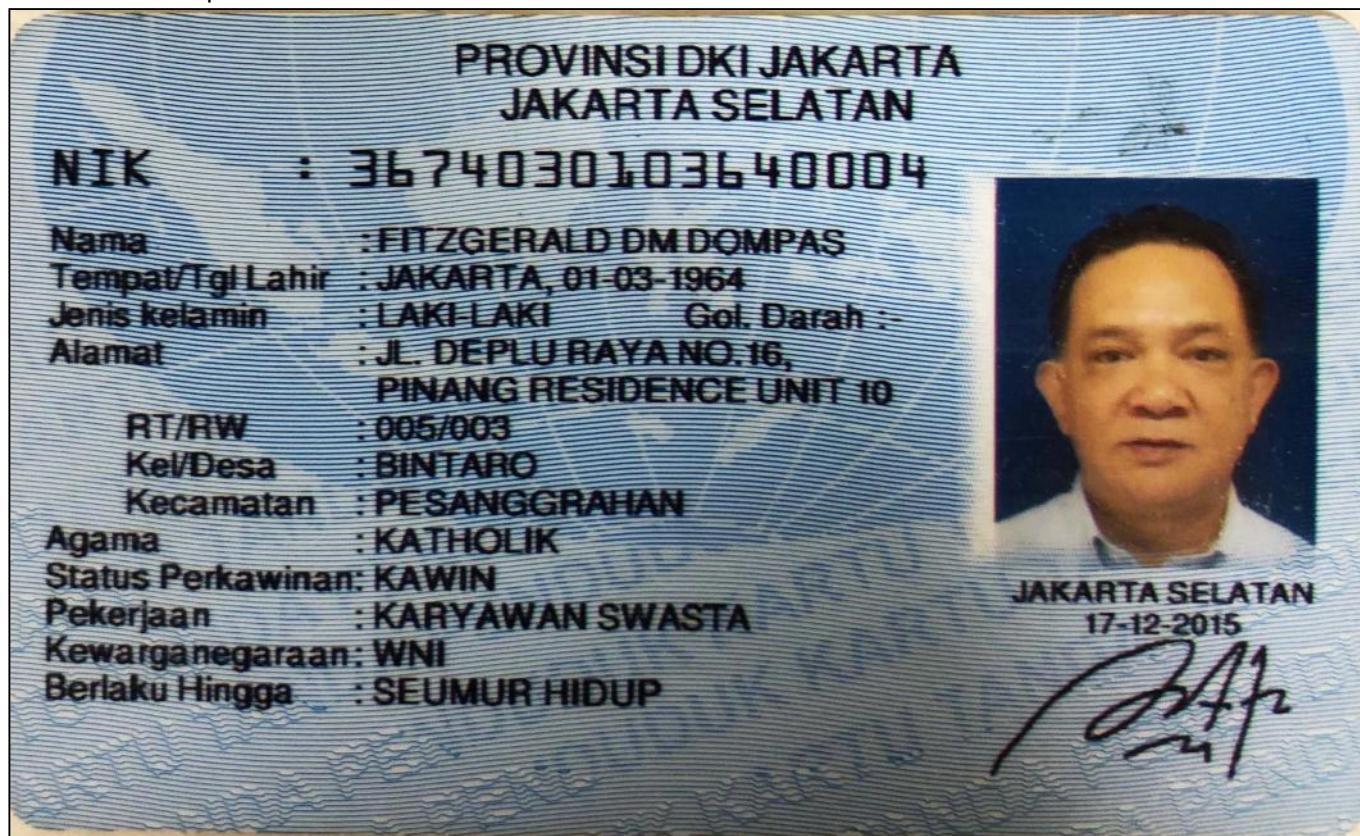 PROVINSI DKI JAKARTA
JAKARTA SELATAN
NIK : 3674030103640004
Nama : FITZGERALD DM DOMPAS
Tempat/Tgl Lahir : JAKARTA, 01-03-1964
Jenis kelamin : LAKI-LAKI Gol. Darah :-
Alamat : JL. DEPLU RAYA NO.16,
PINANG RESIDENCE UNIT 10
RT/RW : 005/003
Kel/Desa : BINTARO
Kecamatan : PESANGGRAHAN
Agama : KATHOLIK
Status Perkawinan: KAWIN
Pekerjaan : KARYAWAN SWASTA
Kewarganegaraan: WNI
Berlaku Hingga : SEUMUR HIDUP
JAKARTA SELATAN
17-12-2015